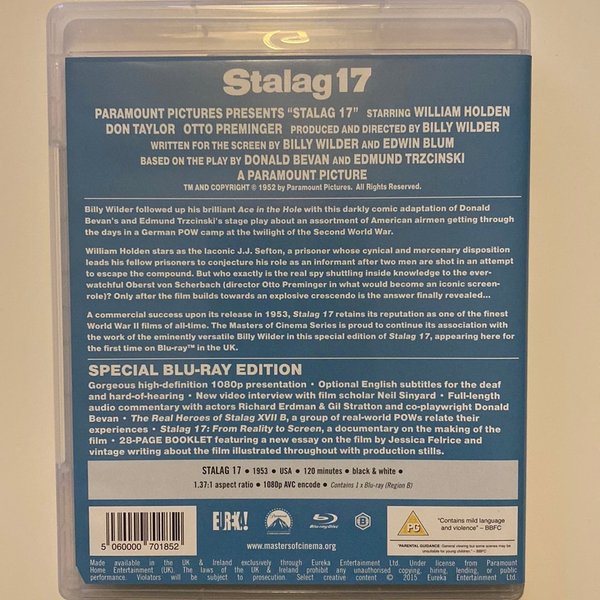 Stalag 17
PARAMOUNT PICTURES PRESENTS “STALAG 17” STARRING WILLIAM HOLDEN
DON TAYLOR OTTO PREMINGER PRODUCED AND DIRECTED BY BILLY WILDER
WRITTEN FOR THE SCREEN BY BILLY WILDER AND EDWIN BLUM
BASED ON THE PLAY BY DONALD BEVAN AND EDMUND TRZCINSKI
A PARAMOUNT PICTURE
TM AND COPYRIGHT © 1952 by Paramount Pictures. All Rights Reserved.
Billy Wilder followed up his brilliant Ace in the Hole with this darkly comic adaptation of Donald
Bevan's and Edmund Trzcinski's stage play about an assortment of American airmen getting through
the days in a German POW camp at the twilight of the Second World War.
William Holden stars as the laconic J.J. Sefton, a prisoner whose cynical and mercenary disposition
leads his fellow prisoners to conjecture his role as an informant after two men are shot in an attempt
to escape the compound. But who exactly is the real spy shuttling inside knowledge to the ever-
watchful Oberst von Scherbach (director Otto Preminger in what would become an iconic screen-
role)? Only after the film builds towards an explosive crescendo is the answer finally revealed...
A commercial success upon its release in 1953, Stalag 17 retains its reputation as one of the finest
World War II films of all-time. The Masters of Cinema Series is proud to continue its association with
the work of the eminently versatile Billy Wilder in this special edition of Stalag 17, appearing here for
the first time on Blu-ray™ in the UK.
SPECIAL BLU-RAY EDITION
Gorgeous high-definition 1080p presentation • Optional English subtitles for the deaf
and hard-of-hearing • New video interview with film scholar Neil Sinyard • Full-length
audio commentary with actors Richard Erdman & Gil Stratton and co-playwright Donald
Bevan • The Real Heroes of Stalag XVII B, a group of real-world POWs relate their
experiences • Stalag 17: From Reality to Screen, a documentary on the making of the
film • 28-PAGE BOOKLET featuring a new essay on the film by Jessica Felrice and
vintage writing about the film illustrated throughout with production stills.
STALAG 17 • 1953 • USA • 120 minutes • black & white •
1.37:1 aspect ratio • 1080p AVC encode • Contains 1 x Blu-ray (Region B)
5 060000 701852
EUREKA!
Paramount
Blu-ray Disc
B
www.mastersofcinema.org
PG
"Contains mild language
and violence" – BBFC
"PARENTAL GUIDANCE. General viewing but some scenes may be
unsuitable for young children." – BBFC
Made available in the UK & Ireland exclusively through Eureka Entertainment Ltd. Under license from Paramount
Home Entertainment (UK). The laws of the UK & Ireland prohibit any unauthorised copying, hiring, lending or public
performance. Violators will be subject to prosecution. Select creative content © 2015 Eureka Entertainment Ltd.